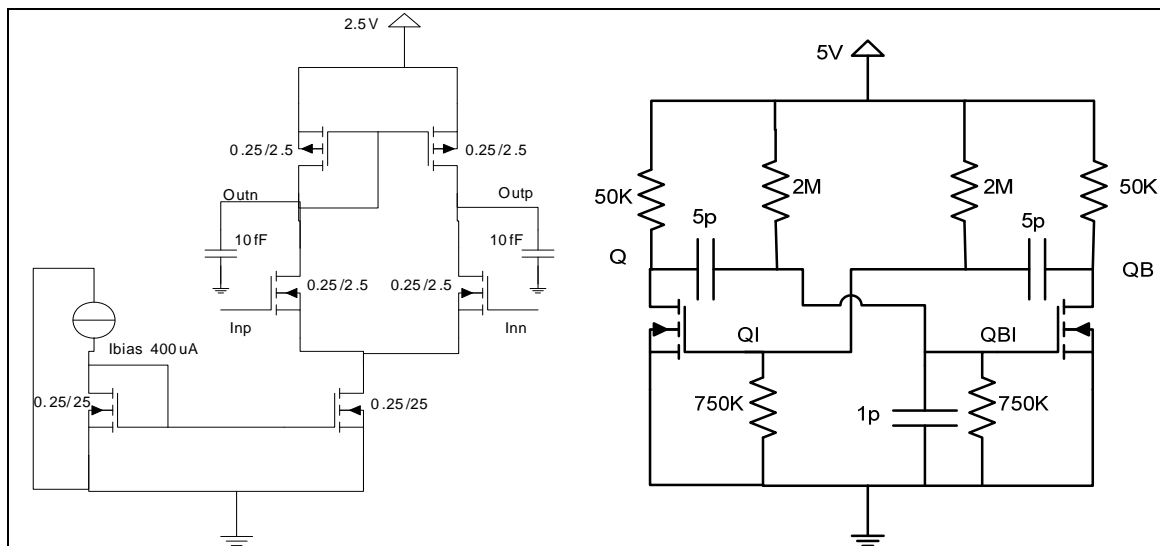 2.5V
0.25/2.5
0.25/2.5
Outn
Outp
10fF
10fF
0.25/2.5
0.25/2.5
Inp
Inn
Ibias 400uA
0.25/25
0.25/25
5V
50K
2M
2M
50K
5p
5p
Q
QB
QI
QBI
750K
1p
750K